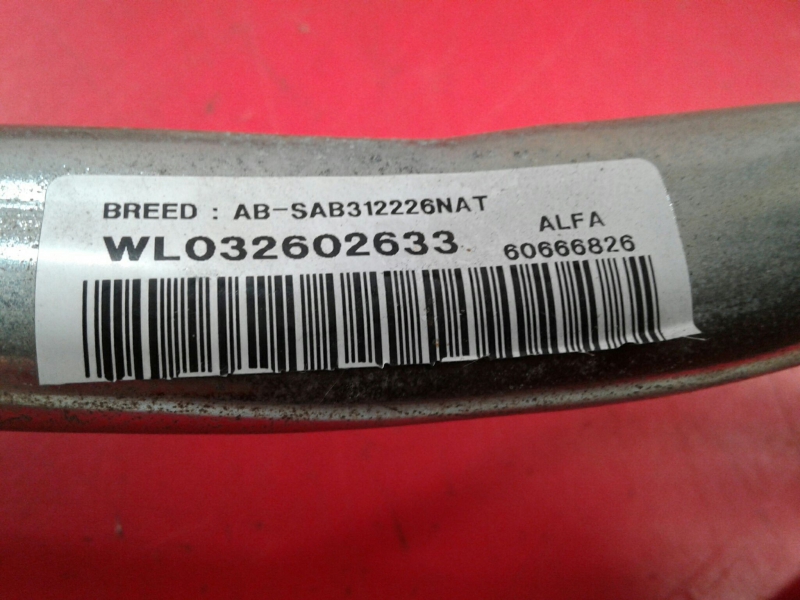 BREED : AB-SAB312226NAT
ALFA
WL032602633
60666826